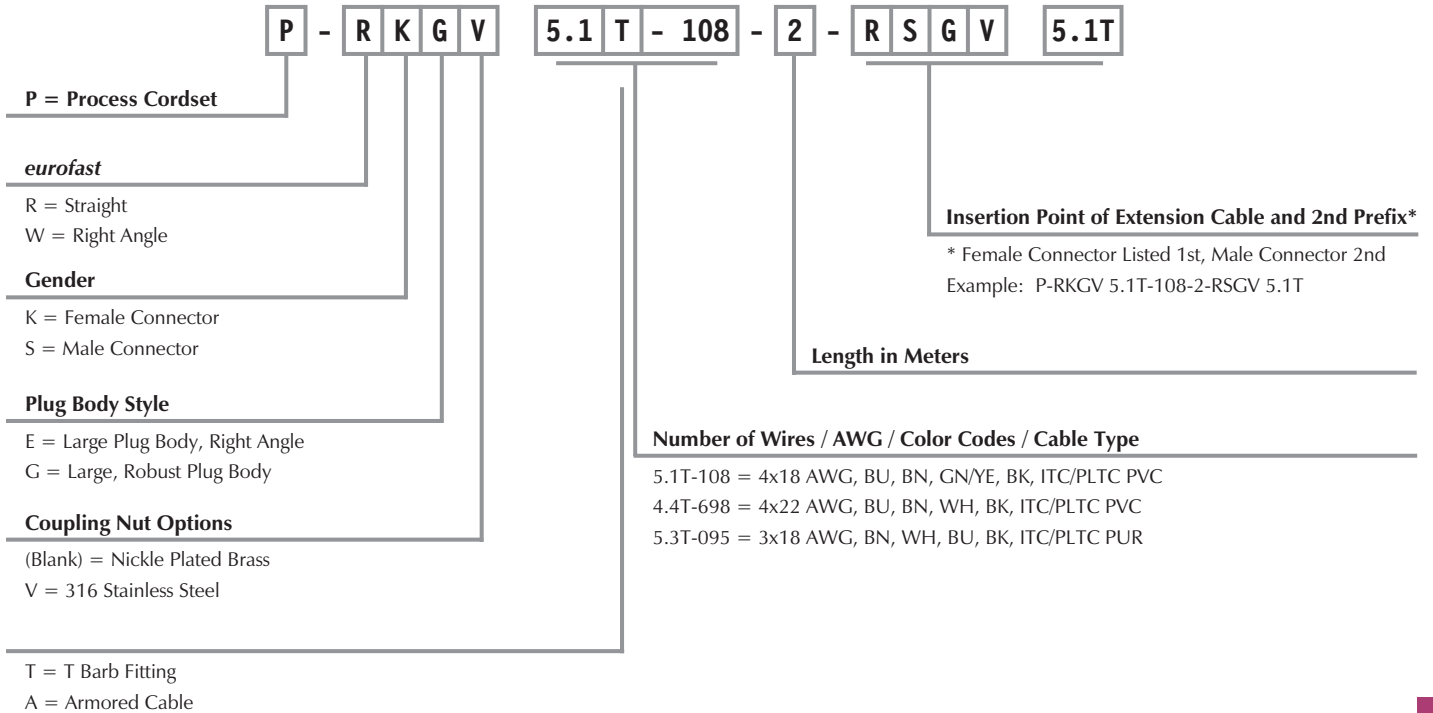 P - R K G V 5.1 T - 108 - 2 - R S G V 5.1T
P = Process Cordset
eurofast
R = Straight
W = Right Angle
Gender
K = Female Connector
S = Male Connector
Plug Body Style
E = Large Plug Body, Right Angle
G = Large, Robust Plug Body
Coupling Nut Options
(Blank) = Nickle Plated Brass
V = 316 Stainless Steel
T = T Barb Fitting
A = Armored Cable
Insertion Point of Extension Cable and 2nd Prefix*
* Female Connector Listed 1st, Male Connector 2nd
Example: P-RKGV 5.1T-108-2-RSGV 5.1T
Length in Meters
Number of Wires / AWG / Color Codes / Cable Type
5.1T-108 = 4x18 AWG, BU, BN, GN/YE, BK, ITC/PLTC PVC
4.4T-698 = 4x22 AWG, BU, BN, WH, BK, ITC/PLTC PVC
5.3T-095 = 3x18 AWG, BN, WH, BU, BK, ITC/PLTC PUR